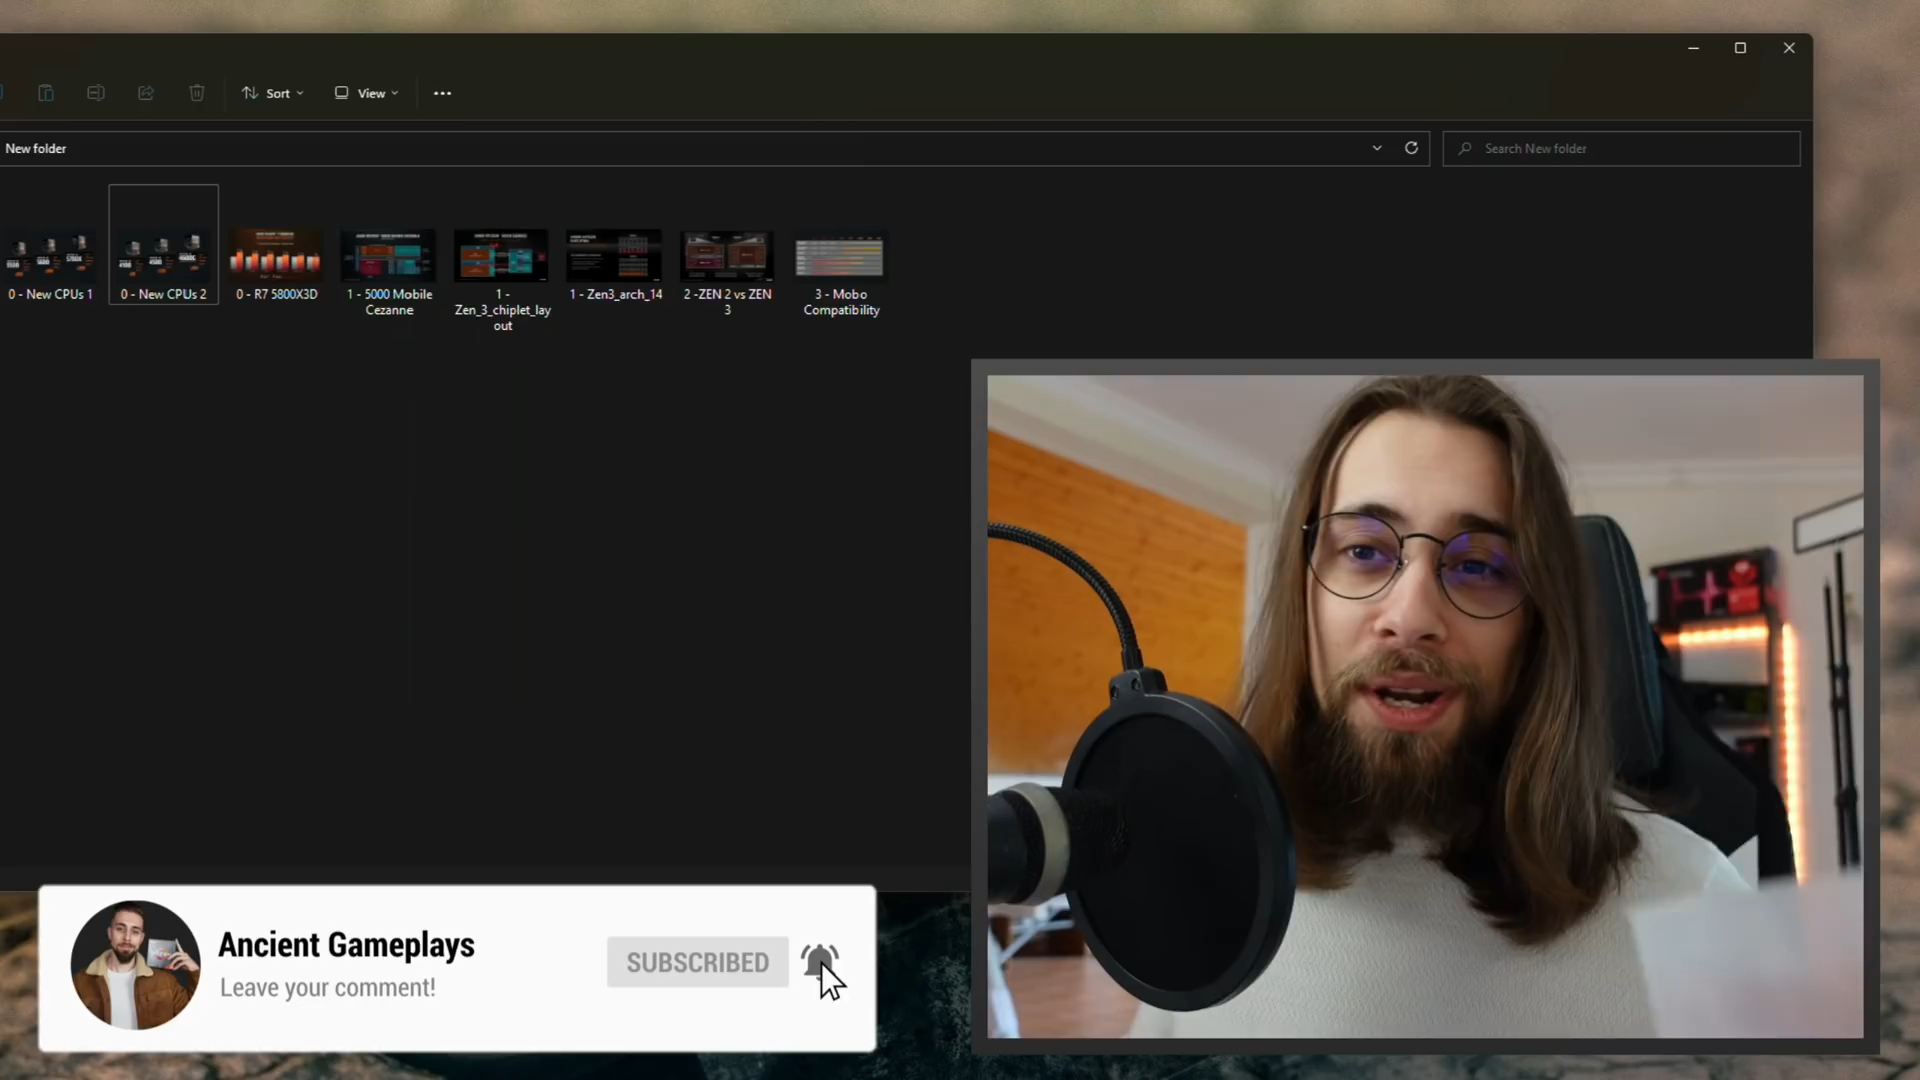 Sort
View
New folder
Search New folder
0 - New CPUs 1
0 - New CPUs 2
0 - R7 5800X3D
1 - 5000 Mobile
Cezanne
1 -
Zen_3_chiplet_lay
out
1 - Zen3_arch_14
2 -ZEN 2 vs ZEN
3
3 - Mobo
Compatibility
Ancient Gameplays
Leave your comment!
SUBSCRIBED